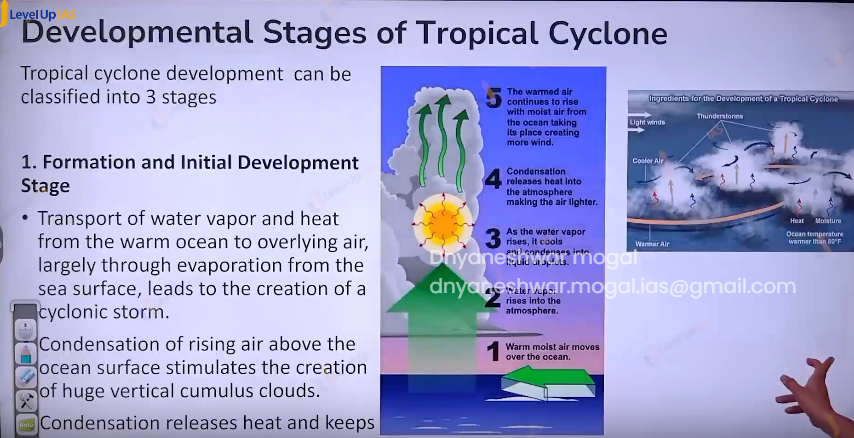 LevelUp IAS
Developmental Stages of Tropical Cyclone
Tropical cyclone development can be
classified into 3 stages
1. Formation and Initial Development
Stage
• Transport of water vapor and heat
from the warm ocean to overlying air,
largely through evaporation from the
sea surface, leads to the creation of a
cyclonic storm.
Condensation of rising air above the
ocean surface stimulates the creation
of huge vertical cumulus clouds.
Condensation releases heat and keeps
5 The warmed air
continues to rise
with moist air from
the ocean taking
its place creating
more wind.
4 Condensation
releases heat into
the atmosphere
making the air lighter.
3 As the water vapor
rises, it cools
and condenses into
liquid droplets.
2 Water vapor
rises into the
atmosphere.
1 Warm moist air moves
over the ocean.
Ingredients for the Development of a Tropical Cyclone
Thunderstorms
Light winds
Cooler Air
Heat Moisture
Ocean temperature
warmer than 80°F
Warmer Air
Dnyaneshwar.mogal
dnyaneshwar.mogal.ias@gmail.com